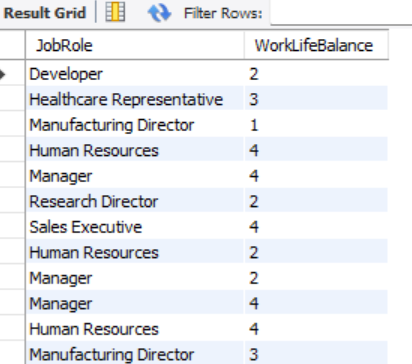 Result Grid Filter Rows:
JobRole WorkLifeBalance
Developer 2
Healthcare Representative 3
Manufacturing Director 1
Human Resources 4
Manager 4
Research Director 2
Sales Executive 4
Human Resources 2
Manager 2
Manager 4
Human Resources 4
Manufacturing Director 3